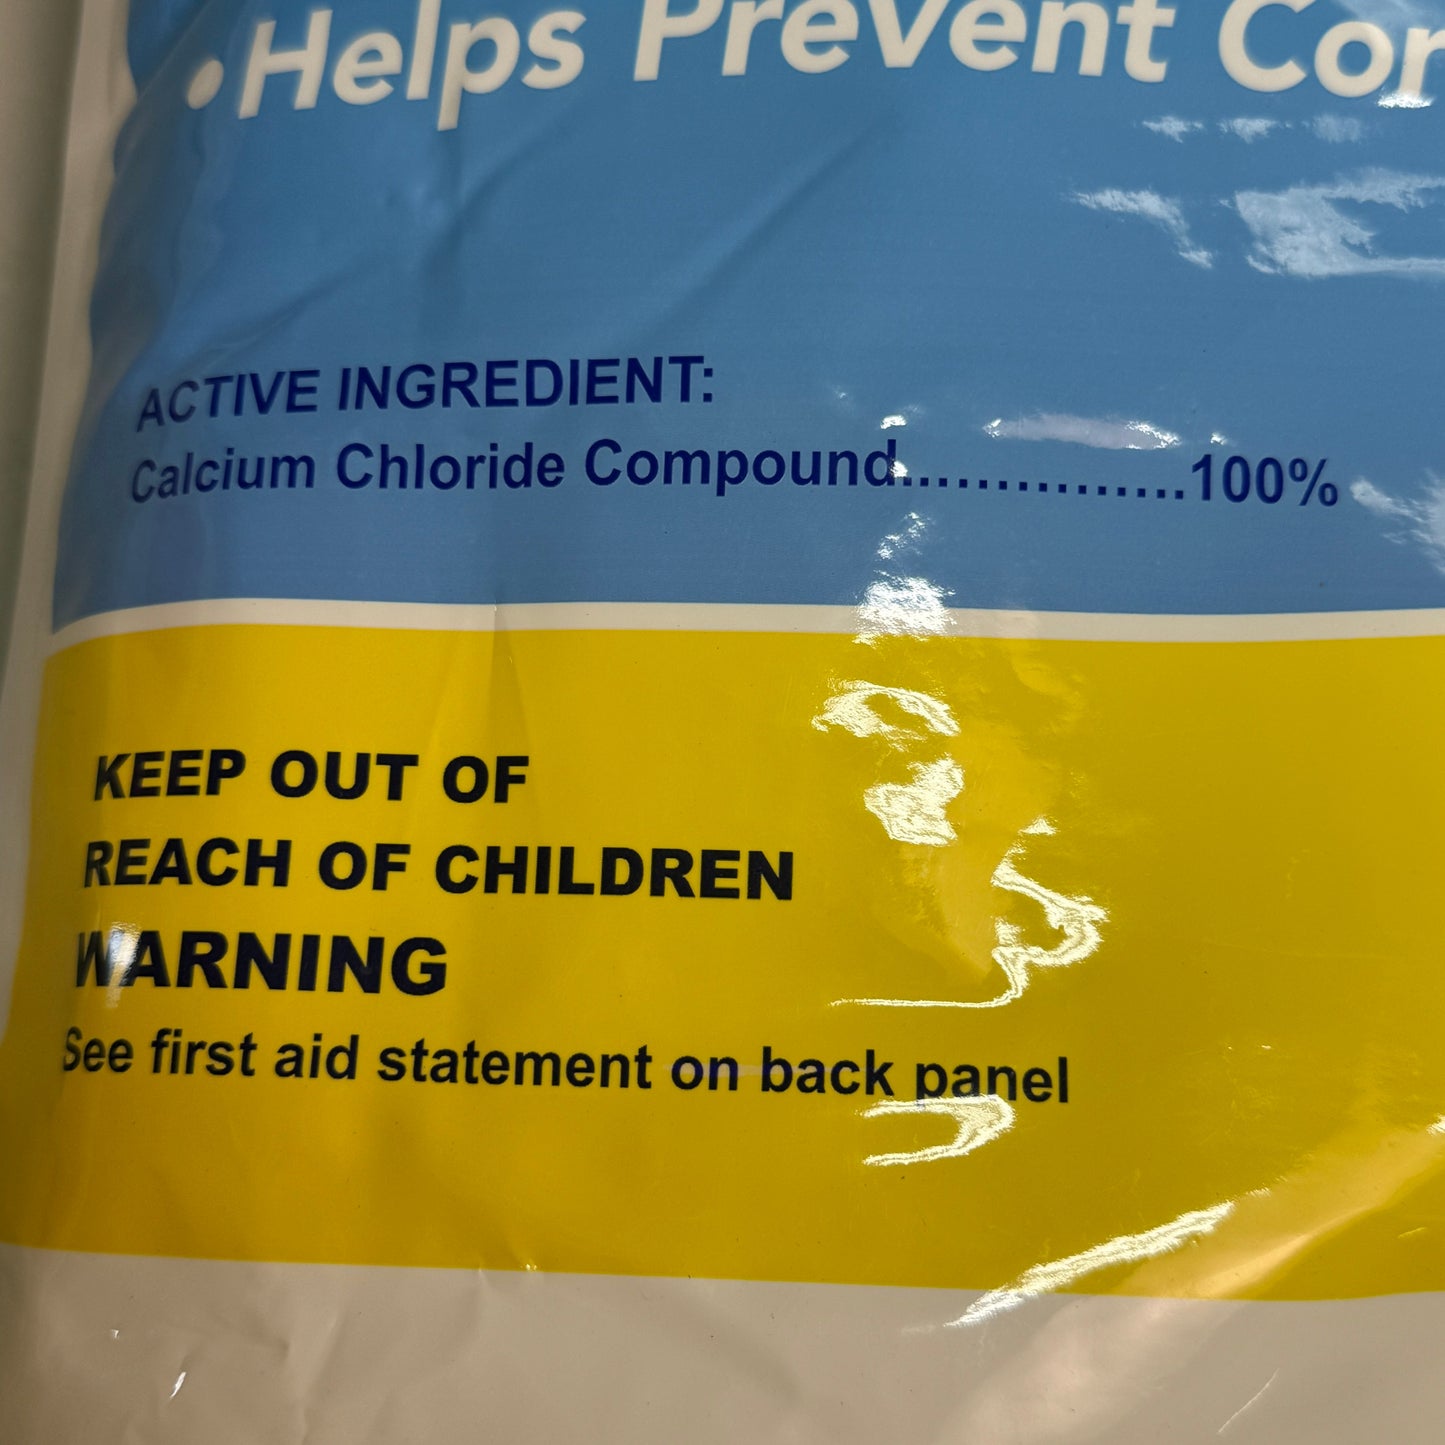 • Helps Prevent
ACTIVE INGREDIENT:
Calcium Chloride Compound................100%
KEEP OUT OF
REACH OF CHILDREN
WARNING
See first aid statement on back panel